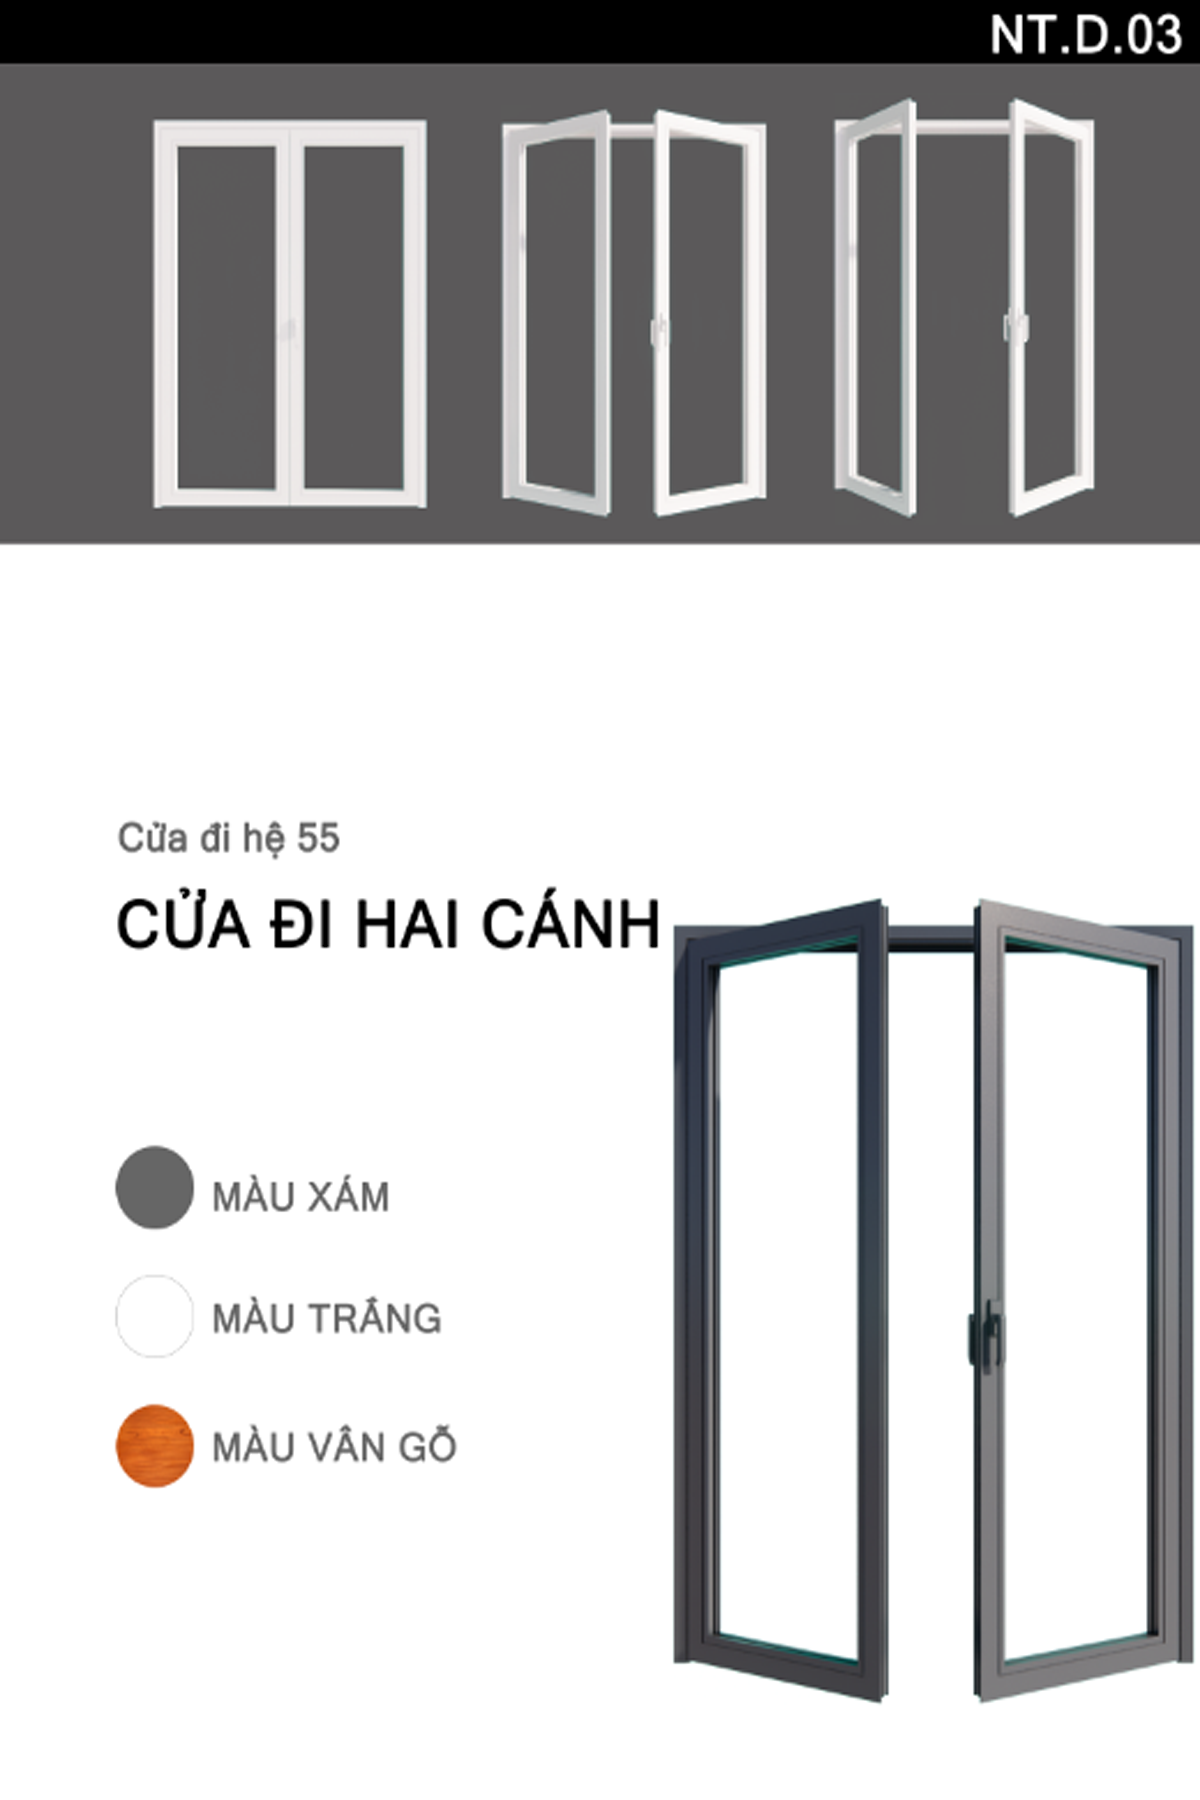 NT.D.03
Cửa đi hệ 55
CỬA ĐI HAI CÁNH
MÀU XÁM
MÀU TRẮNG
MÀU VÂN GỖ